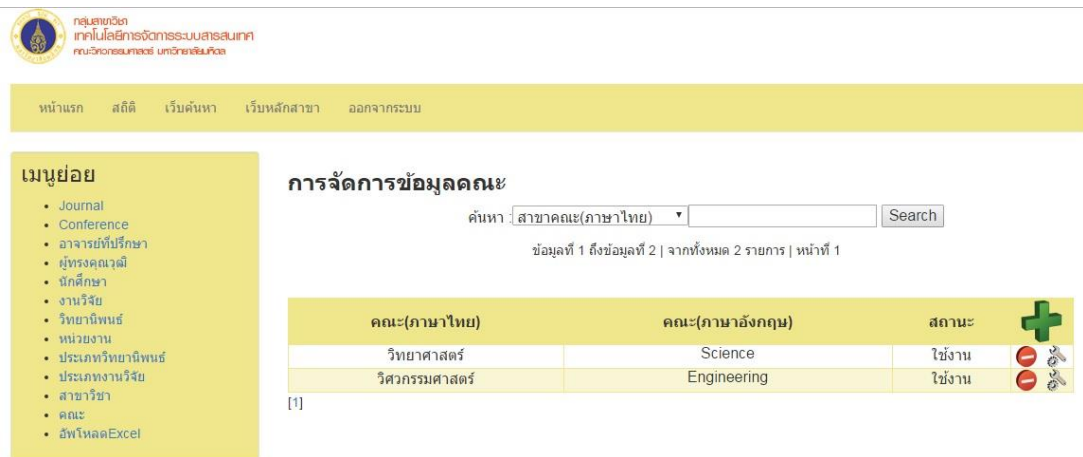 กลุ่มสาขาวิชา
เทคโนโลยีการจัดการระบบสารสนเทศ
คณะวิศวกรรมศาสตร์ มหาวิทยาลัยมหิดล
หน้าแรก สถิติ เว็บค้นหา เว็บหลักสาขา ออกจากระบบ
เมนูย่อย
Journal
Conference
อาจารย์ที่ปรึกษา
ผู้ทรงคุณวุฒิ
นักศึกษา
งานวิจัย
วิทยานิพนธ์
หน่วยงาน
ประเภทวิทยานิพนธ์
ประเภทงานวิจัย
สาขาวิชา
คณะ
อัพโหลดExcel
การจัดการข้อมูลคณะ
ค้นหา : สาขาคณะ(ภาษาไทย) Search
ข้อมูลที่ 1 ถึงข้อมูลที่ 2 | จากทั้งหมด 2 รายการ | หน้าที่ 1
คณะ(ภาษาไทย) คณะ(ภาษาอังกฤษ) สถานะ
วิทยาศาสตร์ Science ใช้งาน
วิศวกรรมศาสตร์ Engineering ใช้งาน
[1]